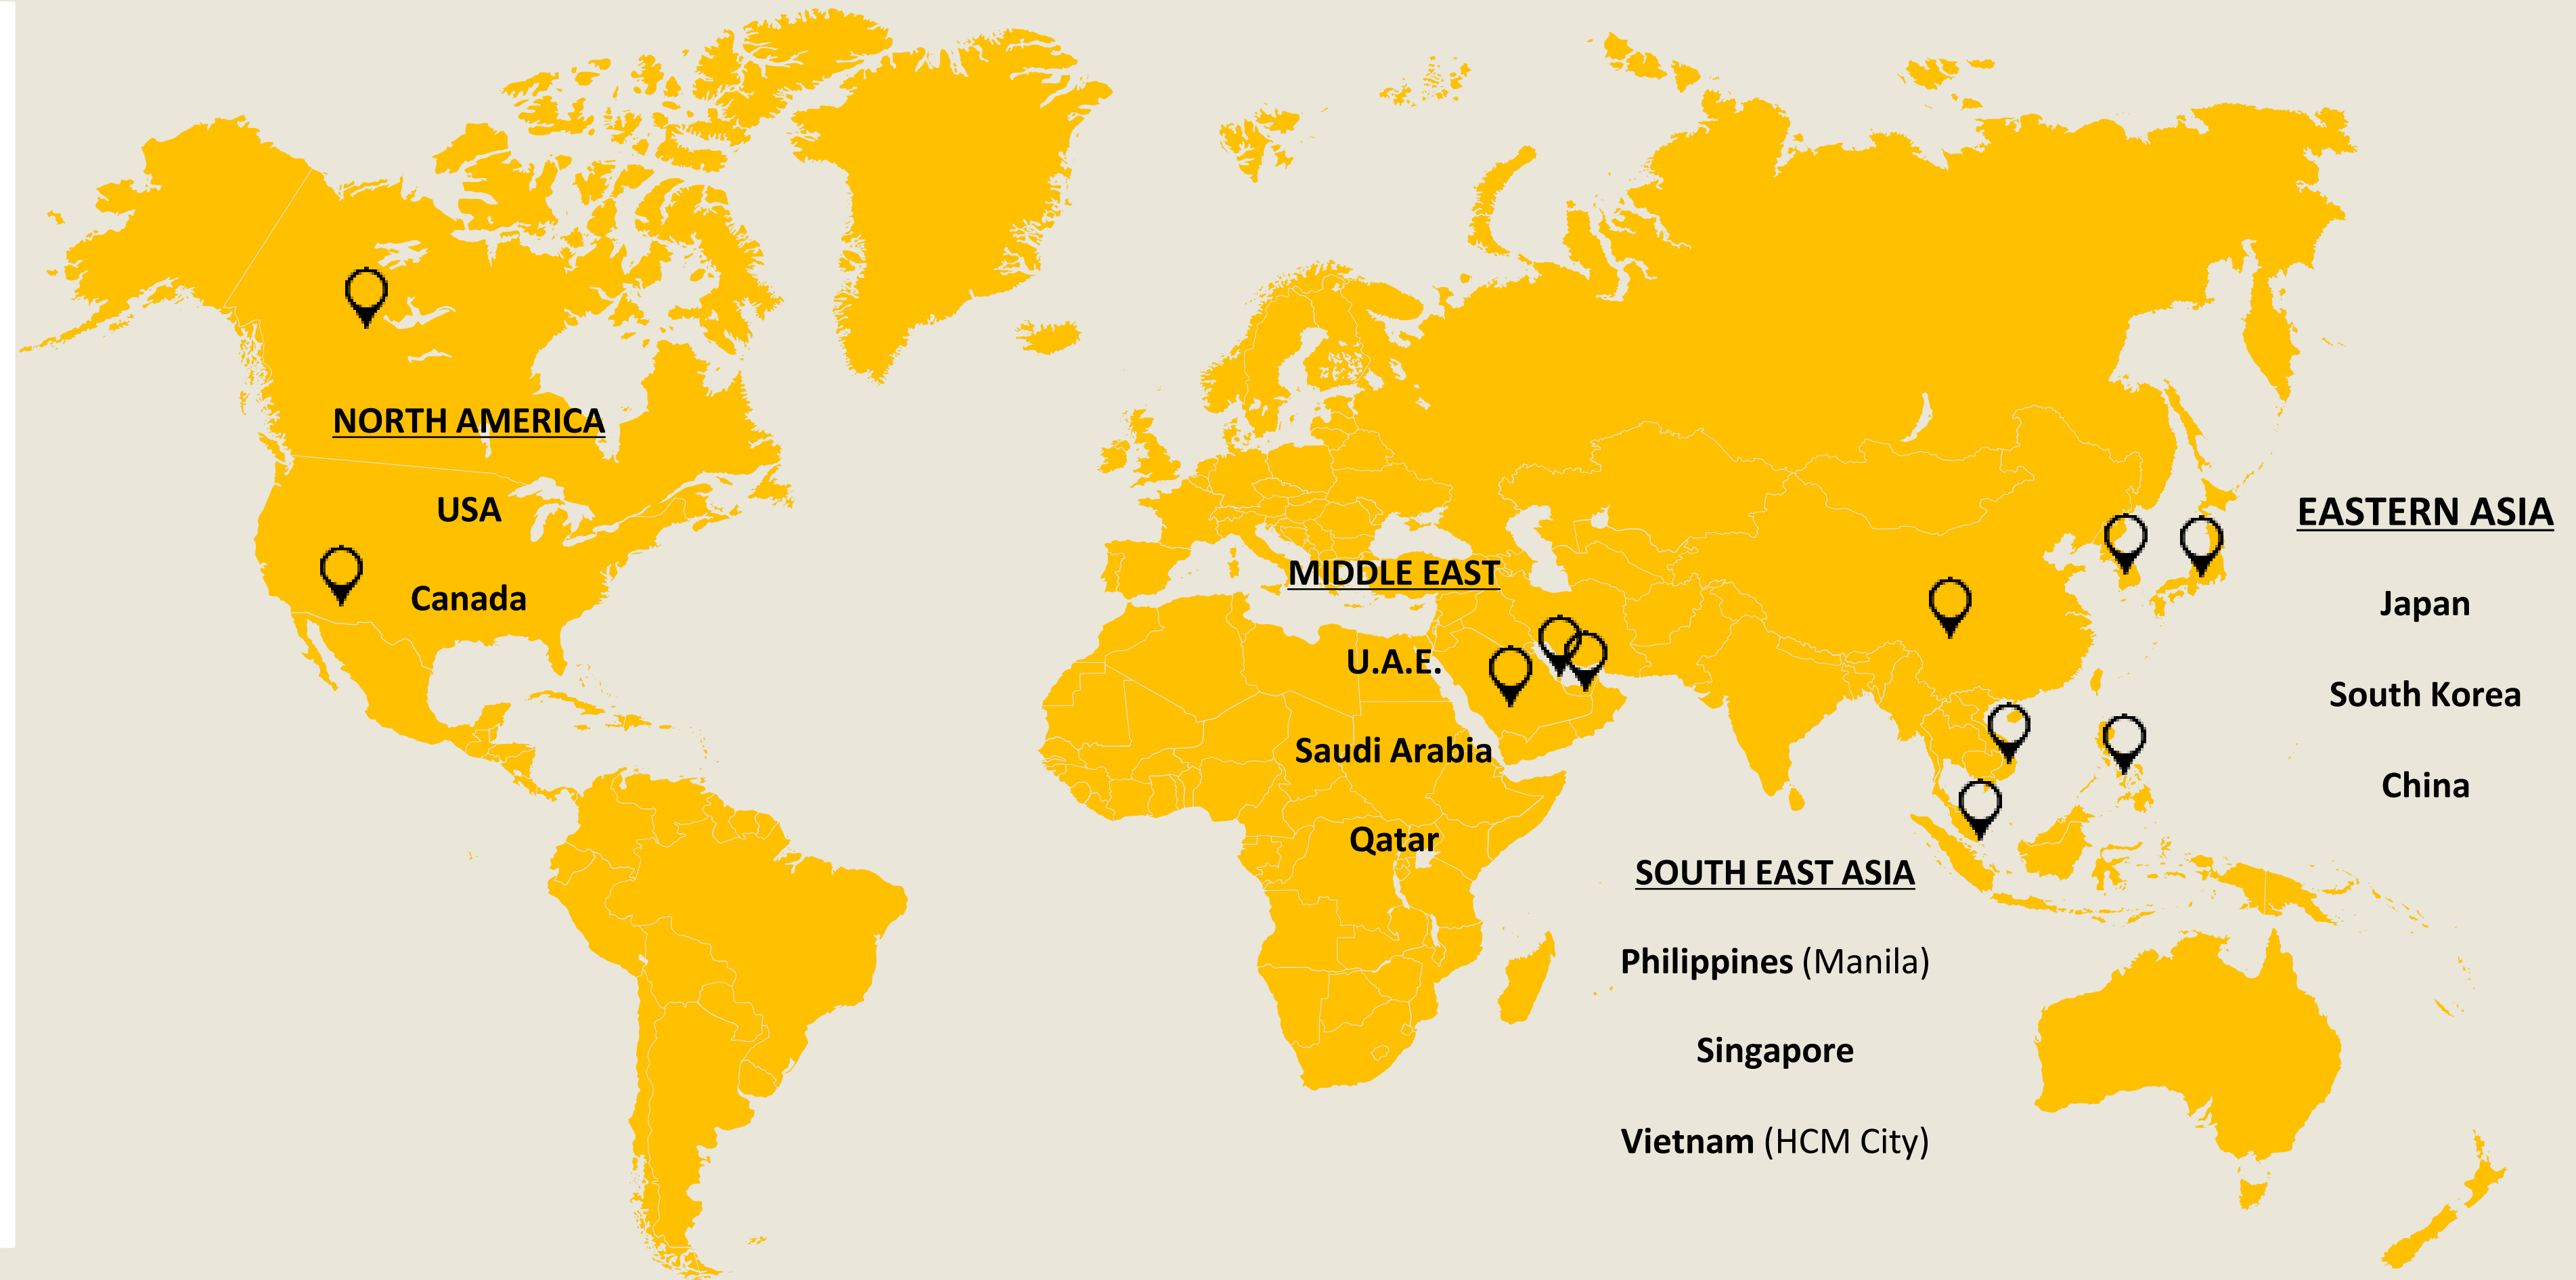 NORTH AMERICA
USA
Canada
MIDDLE EAST
U.A.E.
Saudi Arabia
Qatar
SOUTH EAST ASIA
Philippines (Manila)
Singapore
Vietnam (HCM City)
EASTERN ASIA
Japan
South Korea
China